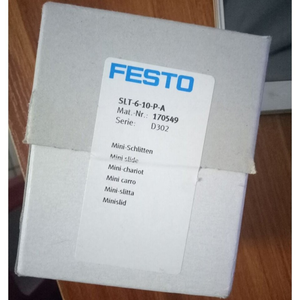 FESTO
SLT-6-10-P-A
Mat.-Nr.: 170549
Serie: D302
Mini-Schlitten
Mini slide
Mini-chariot
Mini carro
Mini-slitta
Minislid